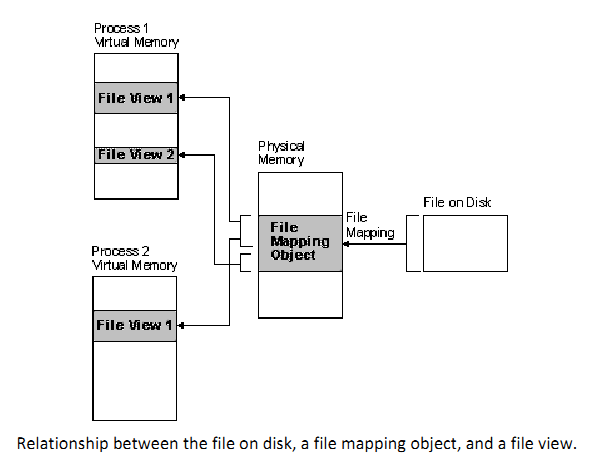 Process 1
Virtual Memory
File View 1
File View 2
Physical
Memory
File
Mapping
Object
File
Mapping
File on Disk
Process 2
Virtual Memory
File View 1
Relationship between the file on disk, a file mapping object, and a file view.